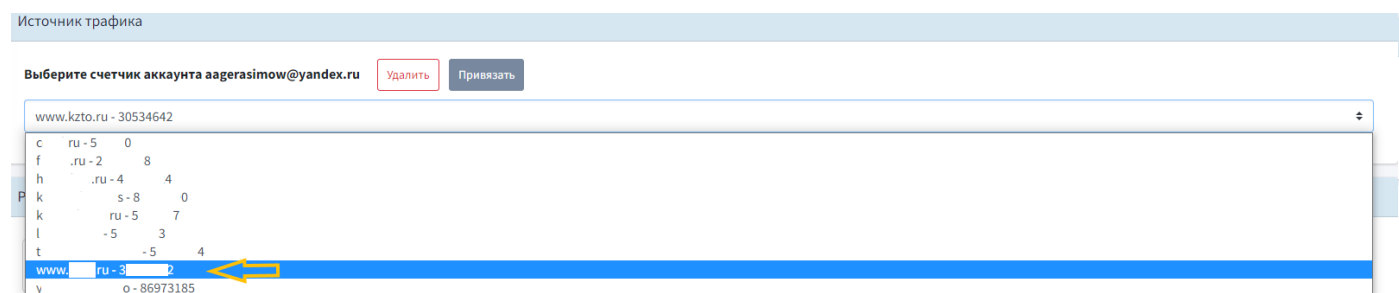 Источник трафика
Выберите счетчик аккаунта aagerasimow@yandex.ru Удалить Привязать
www.kzto.ru - 30534642
c ru - 5 0
f .ru - 2 8
h .ru - 4 4
k s - 8 0
k ru - 5 7
l - 5 3
t - 5 4
www. ru - 3 2
y o - 86973185